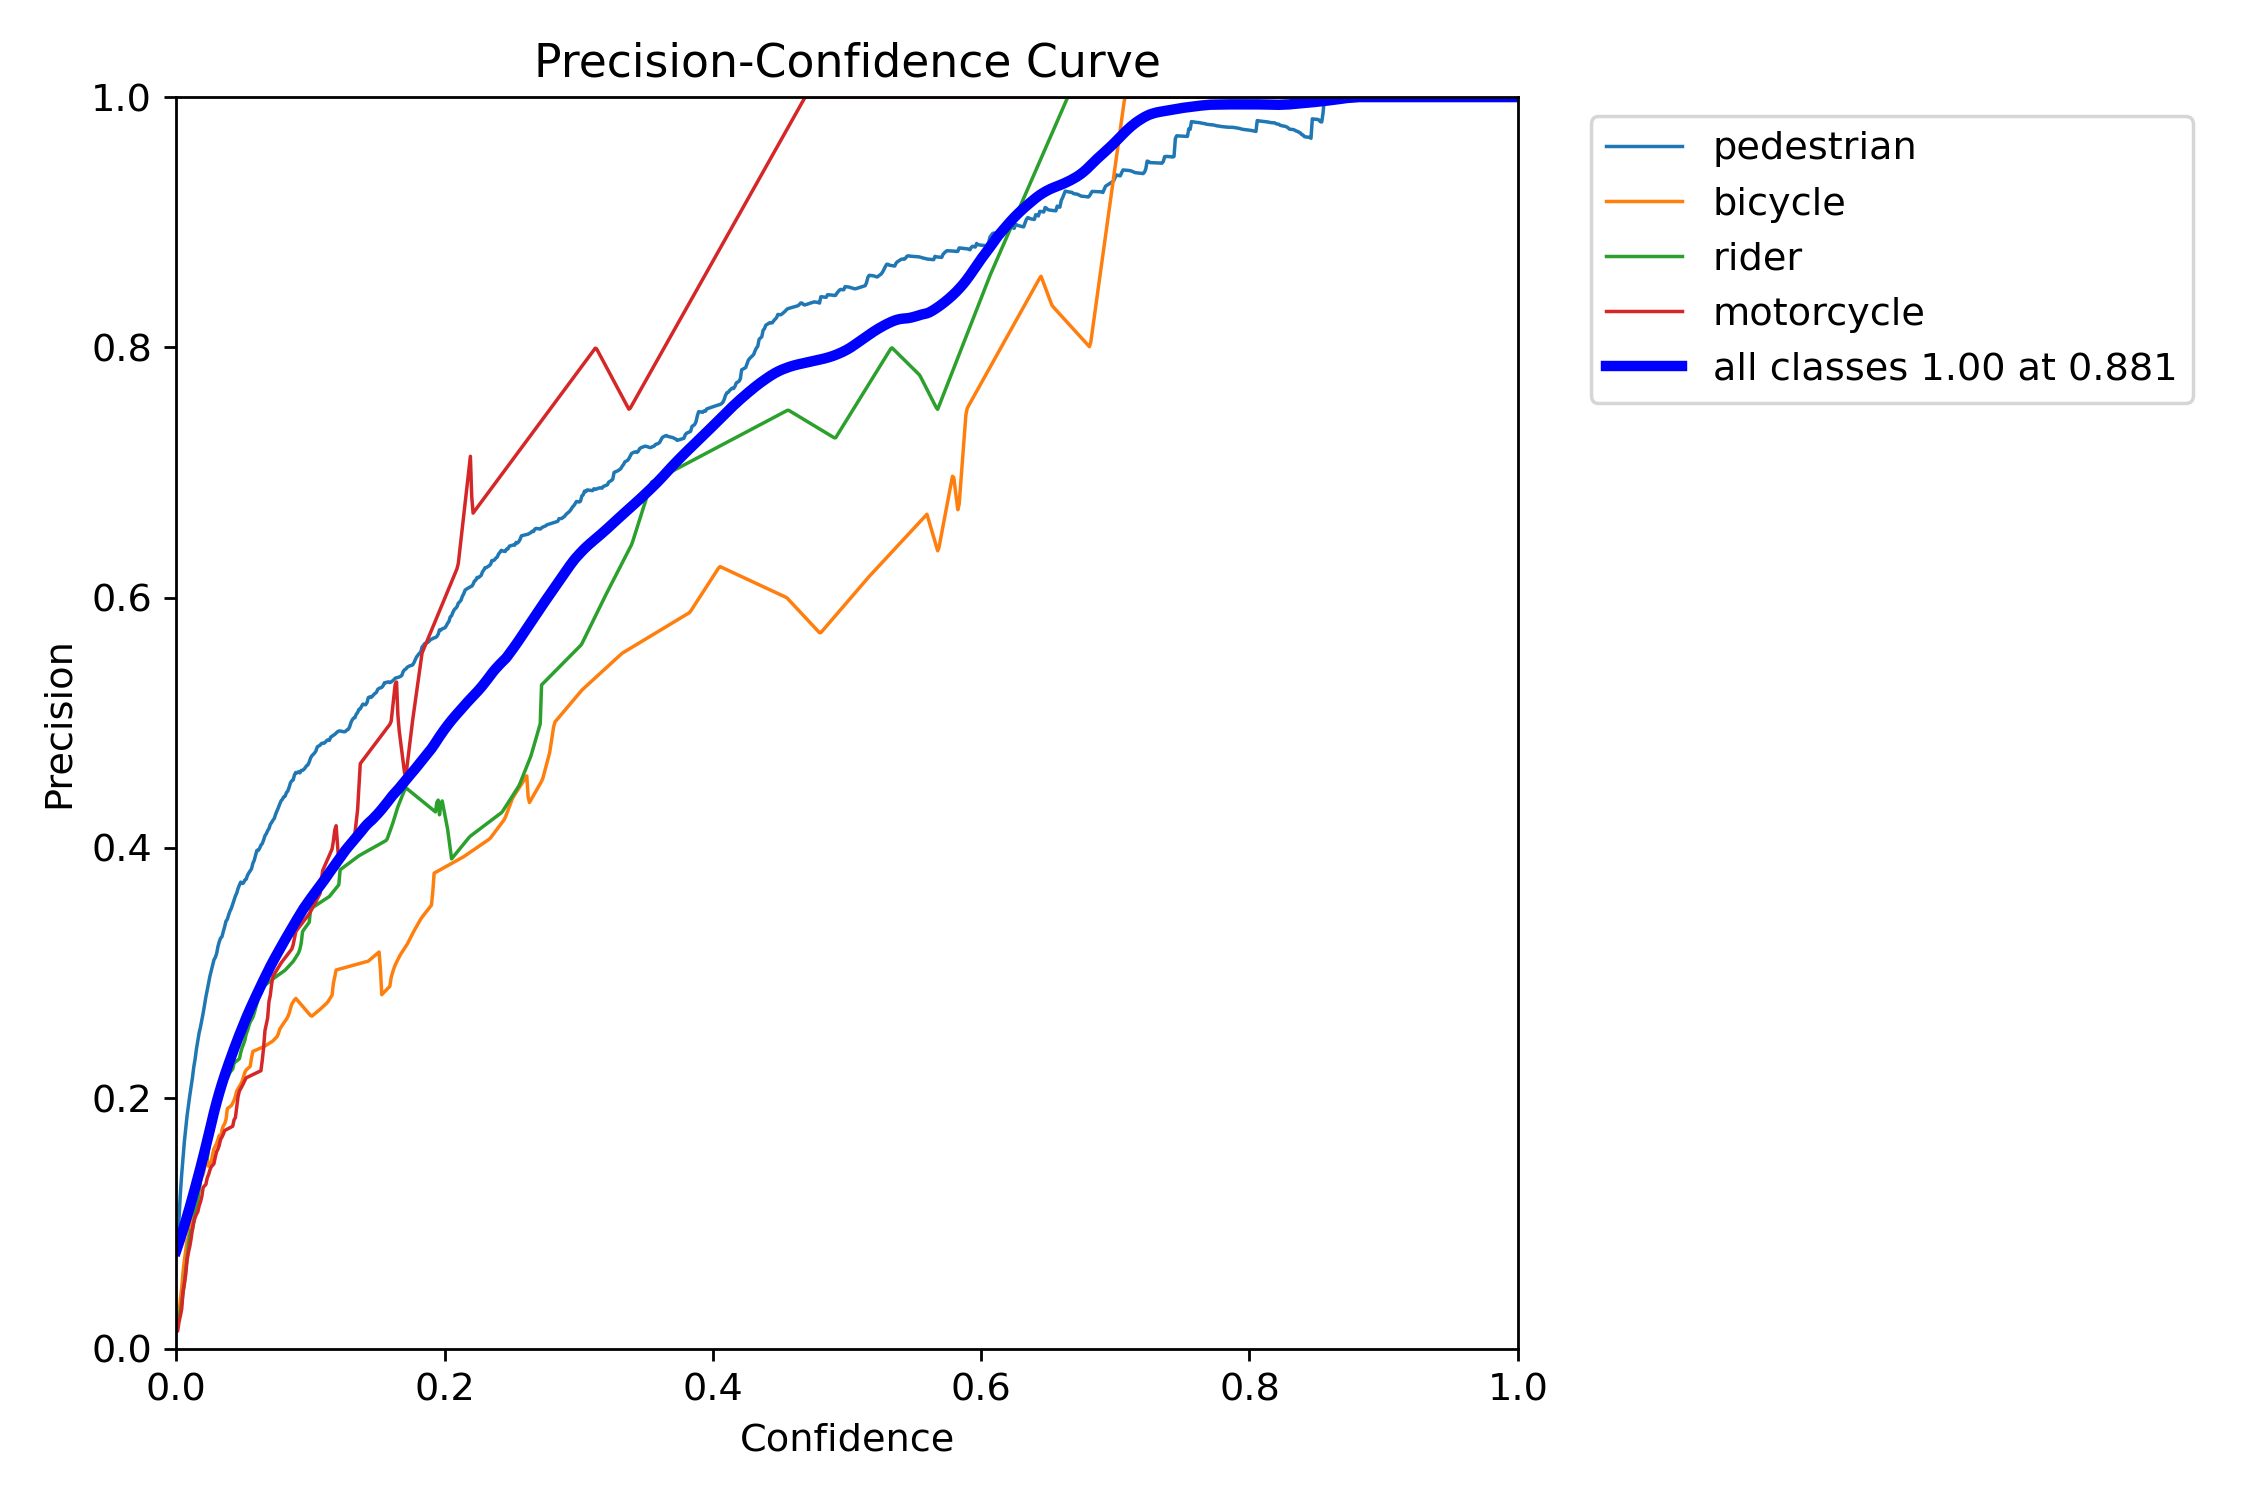 Precision-Confidence Curve
1.0
0.8
0.6
0.4
0.2
0.0
Precision
0.0 0.2 0.4 0.6 0.8 1.0
Confidence
pedestrian
bicycle
rider
motorcycle
all classes 1.00 at 0.881